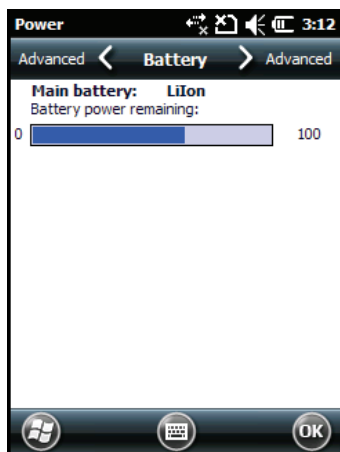 Power 3:12
Advanced Battery Advanced
Main battery: LiIon
Battery power remaining:
0 100
OK